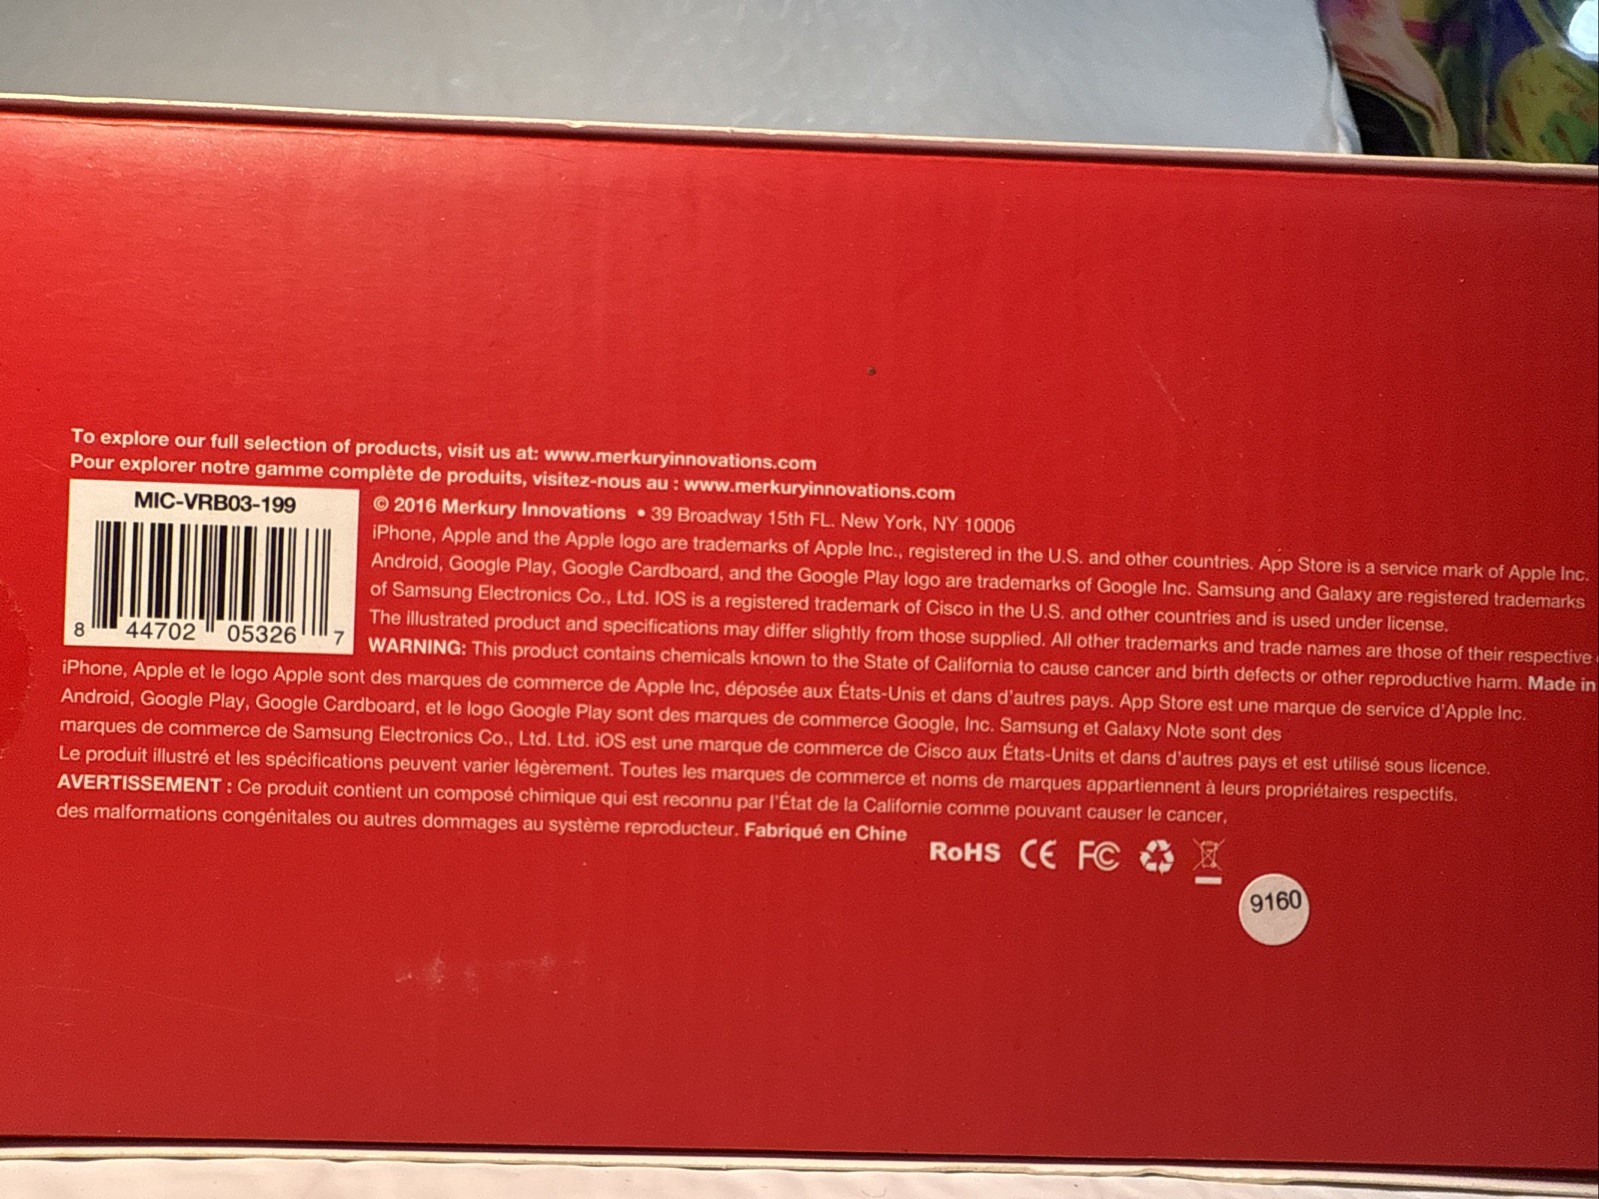 To explore our full selection of products, visit us at: www.merkuryinnovations.com
Pour explorer notre gamme complète de produits, visitez-nous au : www.merkuryinnovations.com
MIC-VRB03-199
8 44702 05326 7
© 2016 Merkury Innovations • 39 Broadway 15th FL. New York, NY 10006
iPhone, Apple and the Apple logo are trademarks of Apple Inc., registered in the U.S. and other countries. App Store is a service mark of Apple Inc.
Android, Google Play, Google Cardboard, and the Google Play logo are trademarks of Google Inc. Samsung and Galaxy are registered trademarks
of Samsung Electronics Co., Ltd. IOS is a registered trademark of Cisco in the U.S. and other countries and is used under license.
The illustrated product and specifications may differ slightly from those supplied. All other trademarks and trade names are those of their respective
WARNING: This product contains chemicals known to the State of California to cause cancer and birth defects or other reproductive harm. Made in
iPhone, Apple et le logo Apple sont des marques de commerce de Apple Inc, déposée aux États-Unis et dans d'autres pays. App Store est une marque de service d'Apple Inc.
Android, Google Play, Google Cardboard, et le logo Google Play sont des marques de commerce Google, Inc. Samsung et Galaxy Note sont des
marques de commerce de Samsung Electronics Co., Ltd. Ltd. iOS est une marque de commerce de Cisco aux États-Units et dans d'autres pays et est utilisé sous licence.
Le produit illustré et les spécifications peuvent varier légèrement. Toutes les marques de commerce et noms de marques appartiennent à leurs propriétaires respectifs.
AVERTISSEMENT : Ce produit contient un composé chimique qui est reconnu par l'État de la Californie comme pouvant causer le cancer,
des malformations congénitales ou autres dommages au système reproducteur. Fabriqué en Chine
RoHS CE FC
9160